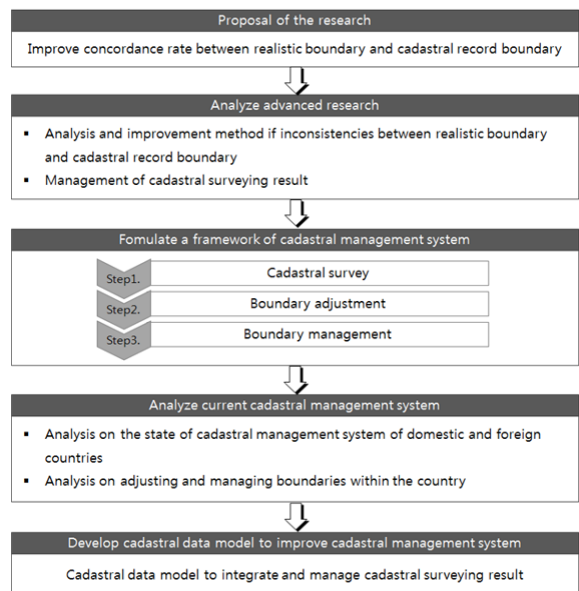 Proposal of the research
Improve concordance rate between realistic boundary and cadastral record boundary
Analyze advanced research
▪ Analysis and improvement method if inconsistencies between realistic boundary
and cadastral record boundary
▪ Management of cadastral surveying result
Fomulate a framework of cadastral management system
Step1.
Cadastral survey
Step2.
Boundary adjustment
Step3.
Boundary management
Analyze current cadastral management system
▪ Analysis on the state of cadastral management system of domestic and foreign
countries
▪ Analysis on adjusting and managing boundaries within the country
Develop cadastral data model to improve cadastral management system
Cadastral data model to integrate and manage cadastral surveying result